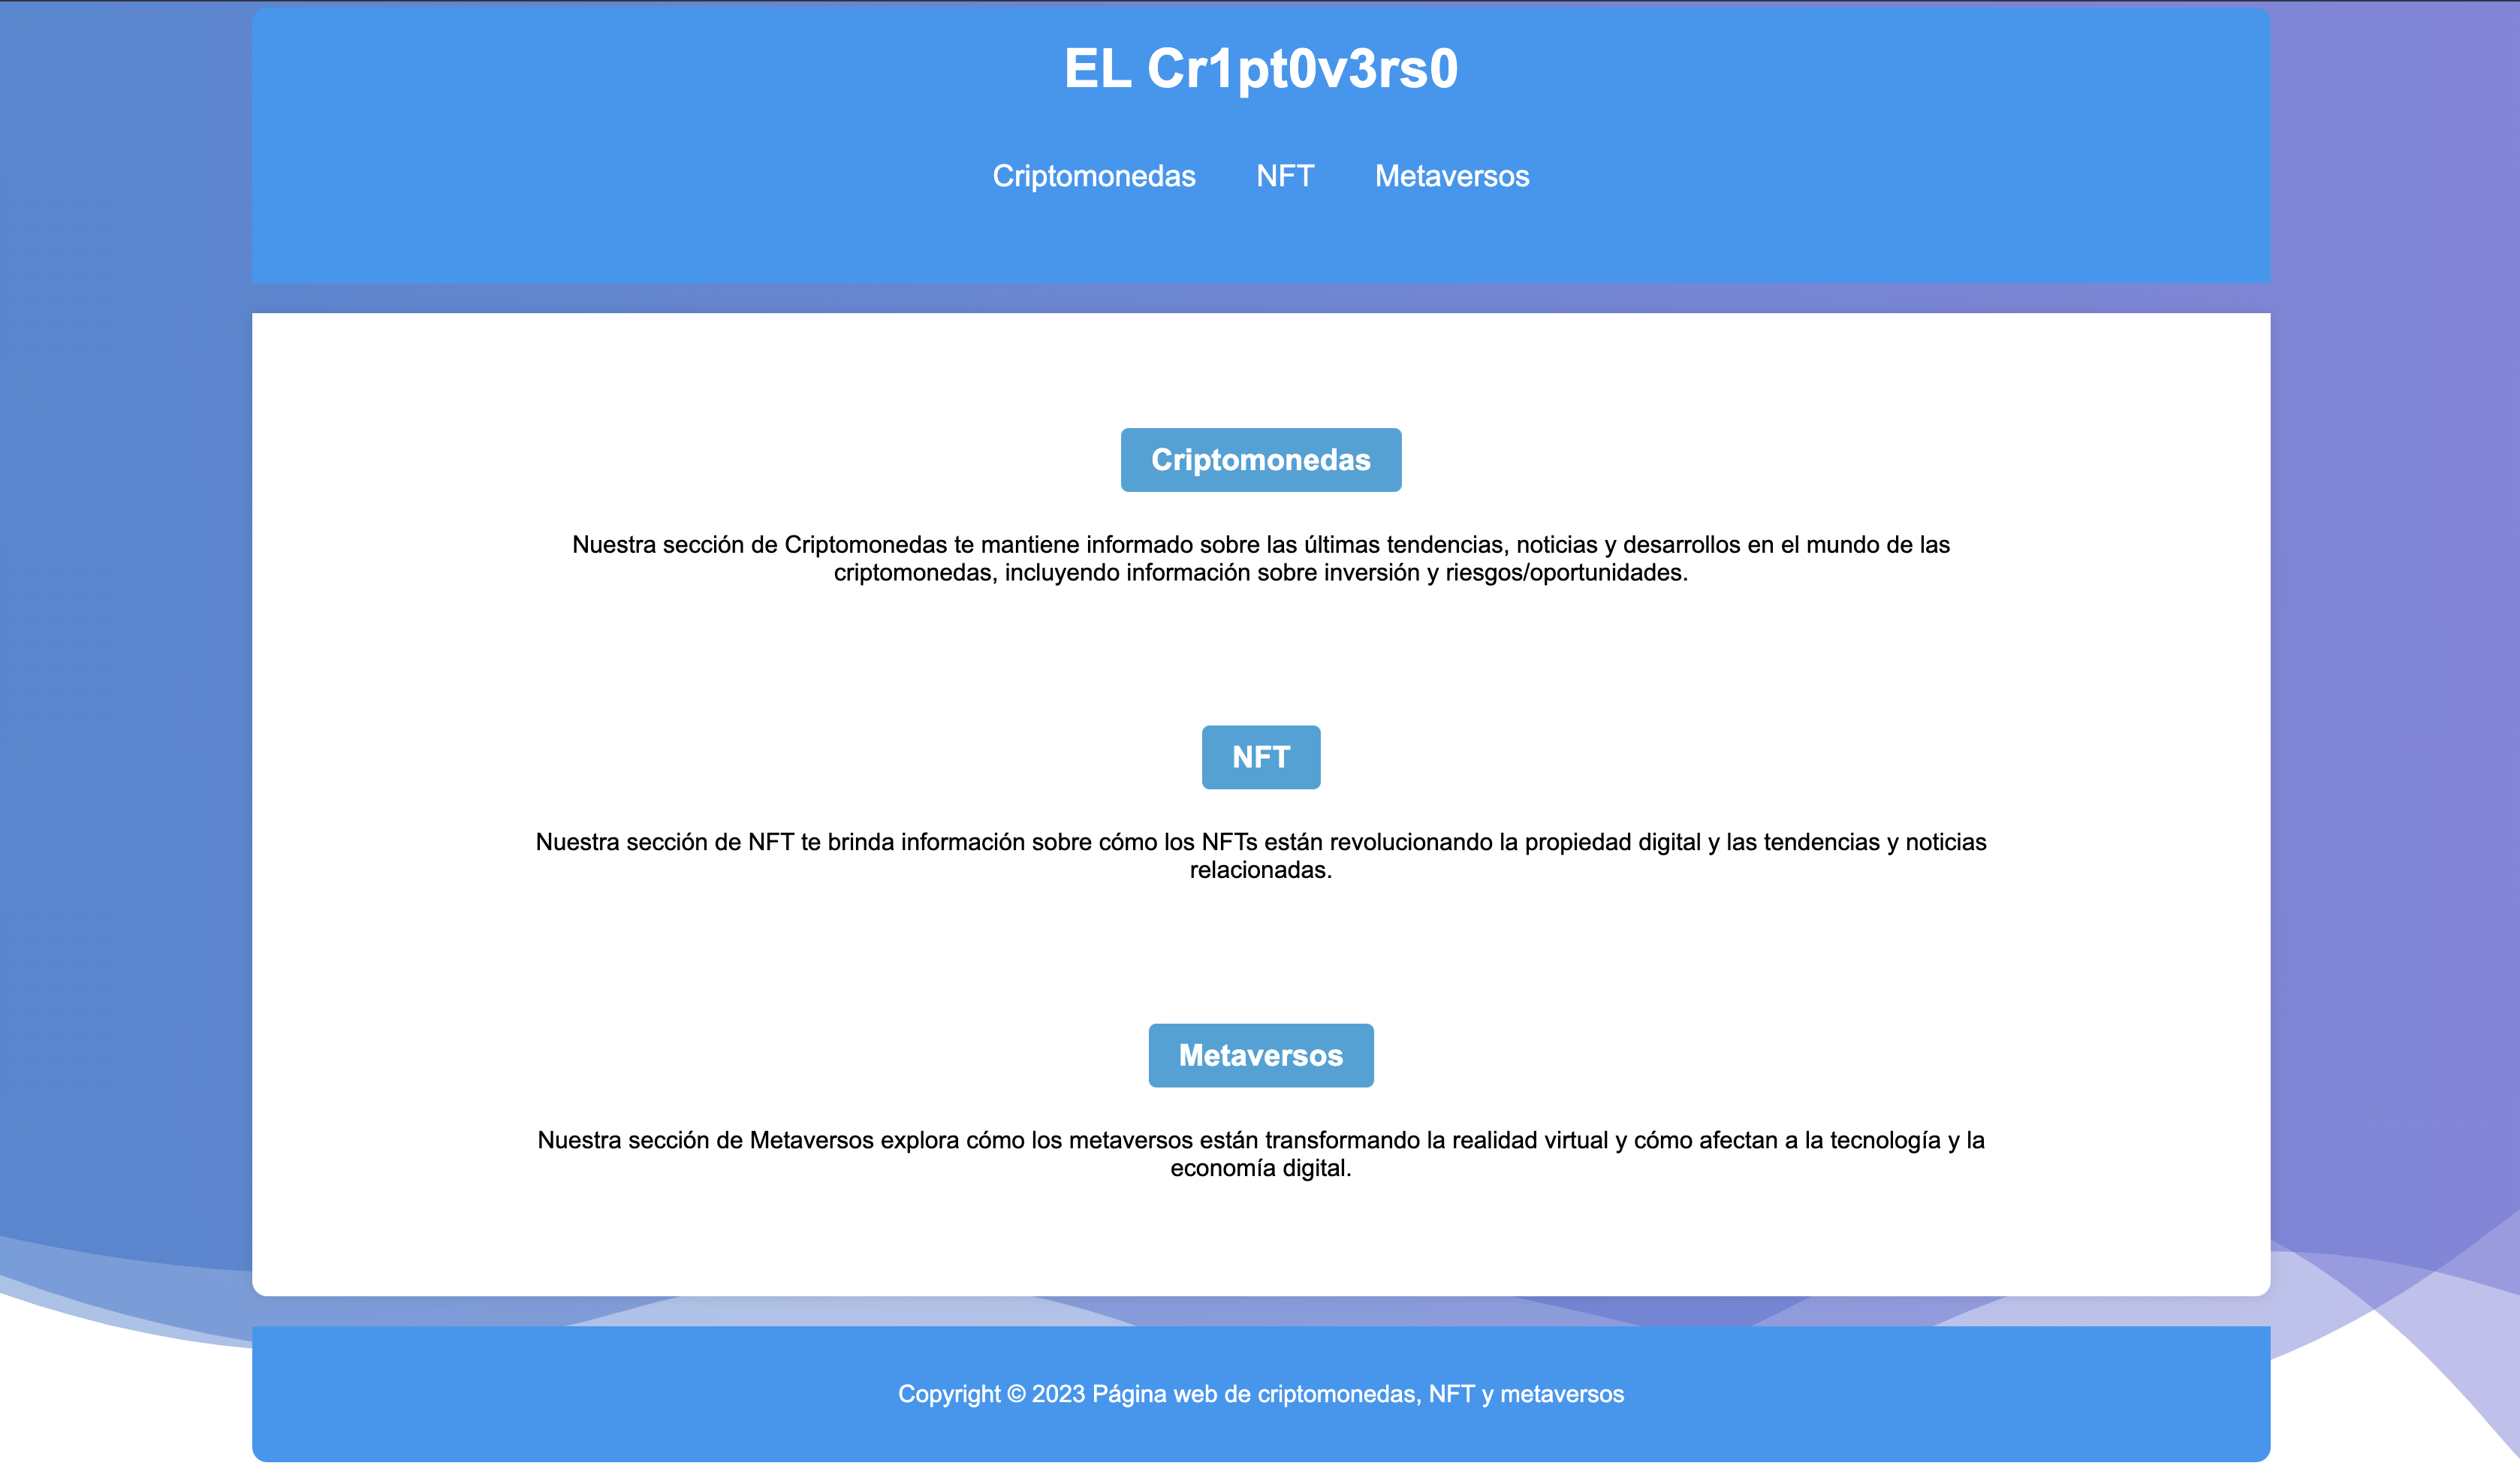 EL Cr1pt0v3rs0
Criptomonedas NFT Metaversos
Criptomonedas
Nuestra sección de Criptomonedas te mantiene informado sobre las últimas tendencias, noticias y desarrollos en el mundo de las
criptomonedas, incluyendo información sobre inversión y riesgos/oportunidades.
NFT
Nuestra sección de NFT te brinda información sobre cómo los NFTs están revolucionando la propiedad digital y las tendencias y noticias
relacionadas.
Metaversos
Nuestra sección de Metaversos explora cómo los metaversos están transformando la realidad virtual y cómo afectan a la tecnología y la
economía digital.
Copyright © 2023 Página web de criptomonedas, NFT y metaversos